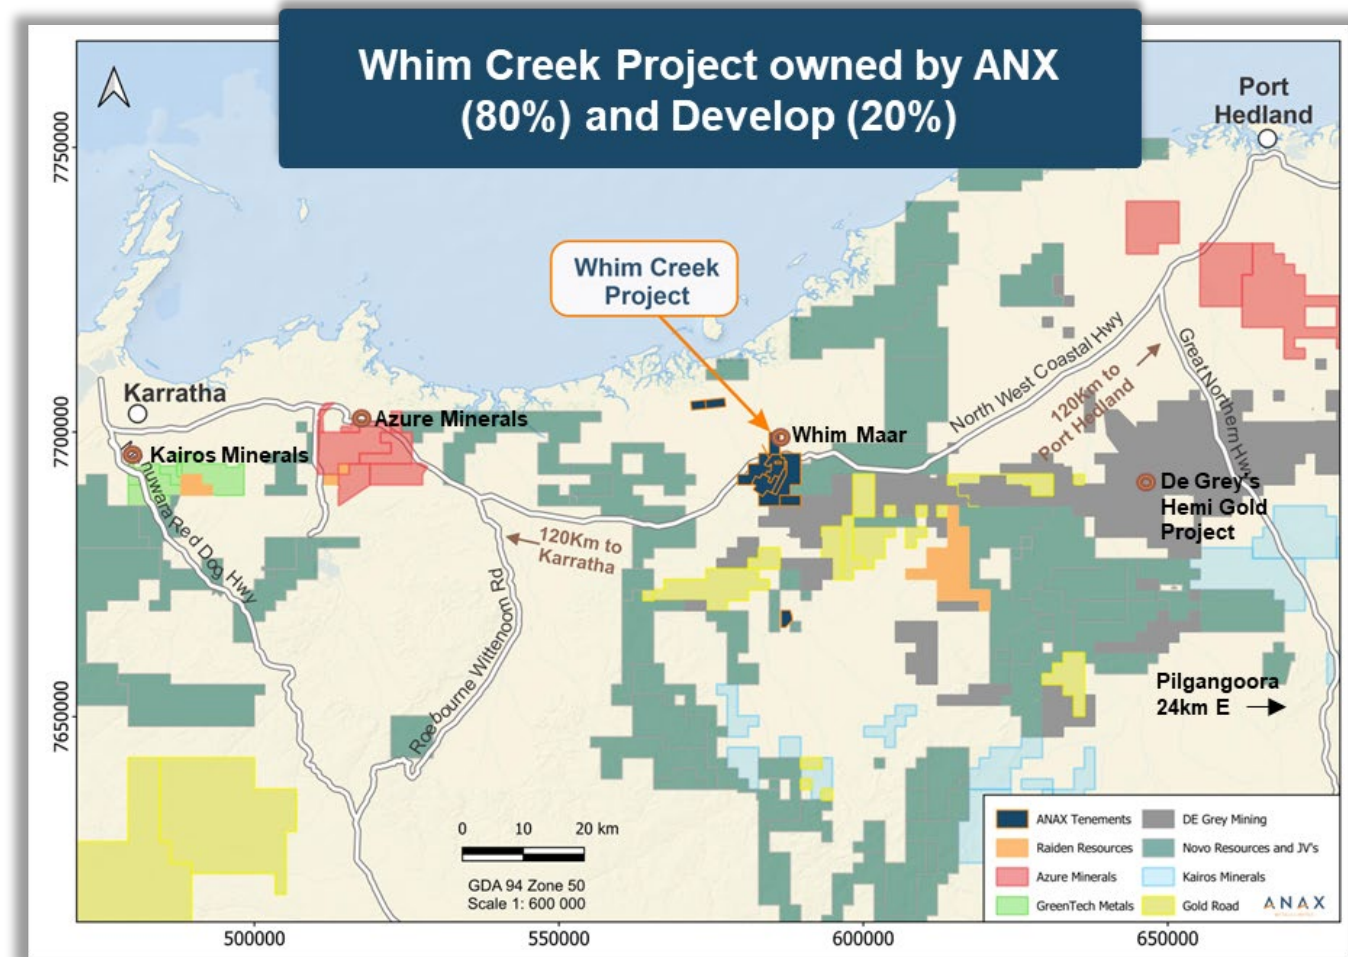 Whim Creek Project owned by ANX
(80%) and Develop (20%)
Port
Hedland
7750000
Whim Creek
Project
North West Coastal Hwy
120Km to
Port Hedland
Great Northern Hwy
Karratha
Azure Minerals
7700000
Whim Maar
Kairos Minerals
De Grey's
Hemi Gold
Project
nuwara Red Dog Hwy
120Km to
Karratha
Roebourne Wittenoom Rd
Pilgangoora
24km E
7650000
0 10 20 km
GDA 94 Zone 50
Scale 1: 600 000
ANAX Tenements
DE Grey Mining
Raiden Resources
Novo Resources and JV's
Azure Minerals
Kairos Minerals
GreenTech Metals
Gold Road
ANAX
500000 550000 600000 650000